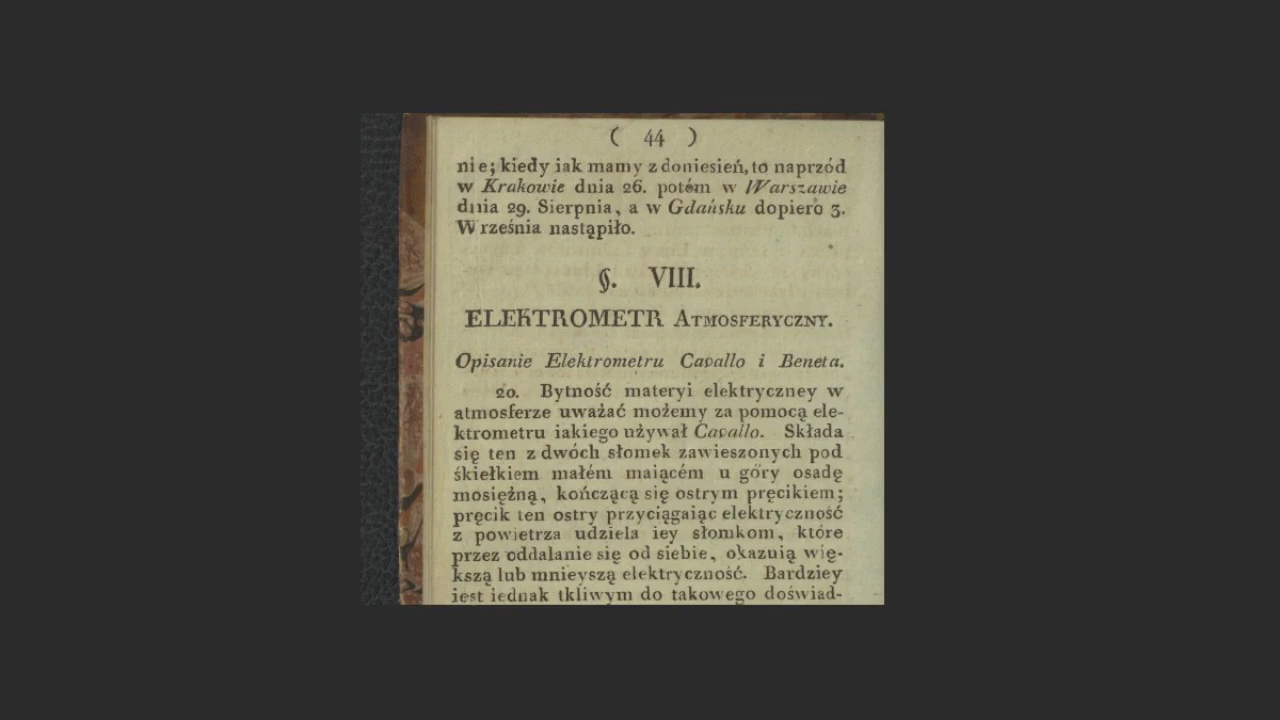 ( 44 )
nie; kiedy iak mamy z doniesień, to naprzód
w Krakowie dnia 26. potém w Warszawie
dnia 29. Sierpnia, a w Gdańsku dopiero 3.
Września nastąpiło.
§. VIII.
ELEKTROMETR ATMOSFERYCZNY.
Opisanie Elektrometru Cavallo i Beneta.
20. Bytność materyi elektryczney w
atmosferze uważać możemy za pomocą ele-
ktrometru iakiego używał Cavallo. Składa
się ten z dwóch słomek zawieszonych pod
śkiełkiem małém maiącém u góry osadę
mosiężną, kończącą się ostrym pręcikiem;
pręcik ten ostry przyciągaiąc elektryczność
z powietrza udziela iey słomkom, które
przez oddalanie się od siebie, okazuią wię-
kszą lub mnieyszą elektryczność. Bardziey
iest iednak tkliwym do takowego doświad-